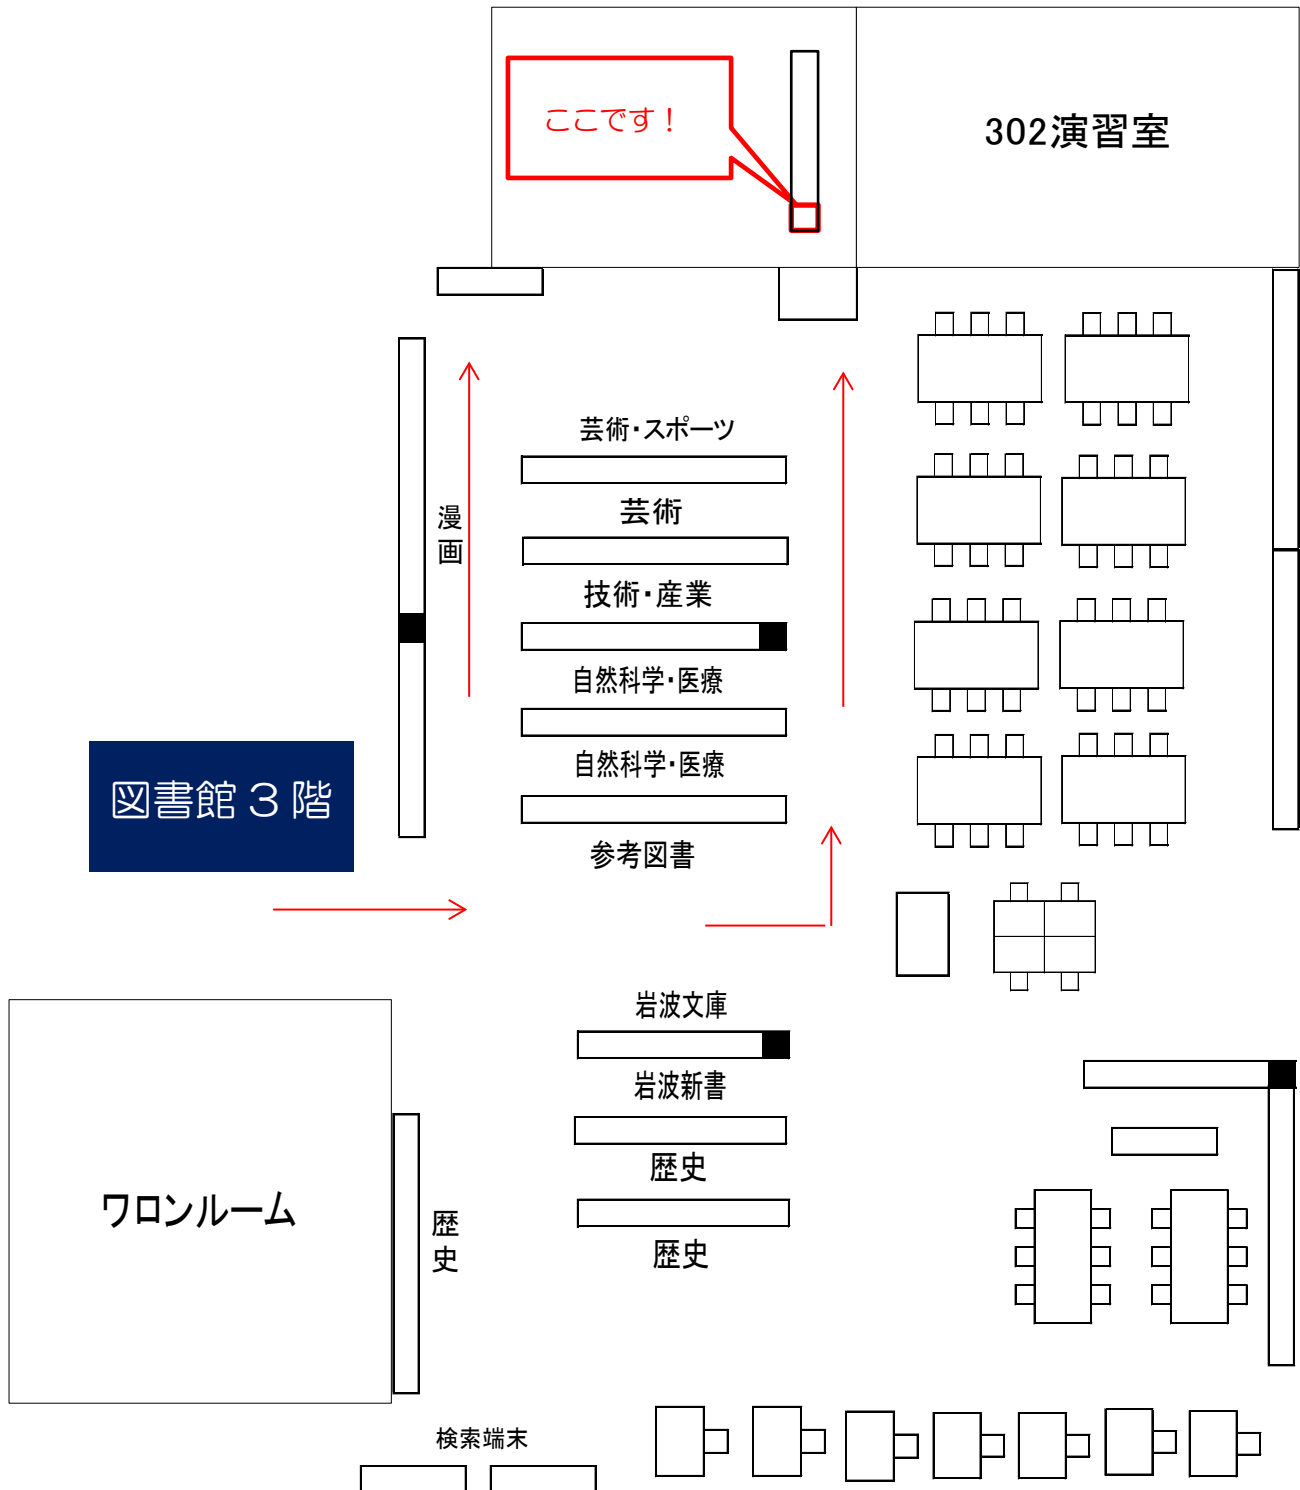 ここです！
302演習室
芸術・スポーツ
芸術
漫画
技術・産業
自然科学・医療
自然科学・医療
図書館３階
参考図書
岩波文庫
岩波新書
歴史
ワロンルーム
歴史
歴史
検索端末